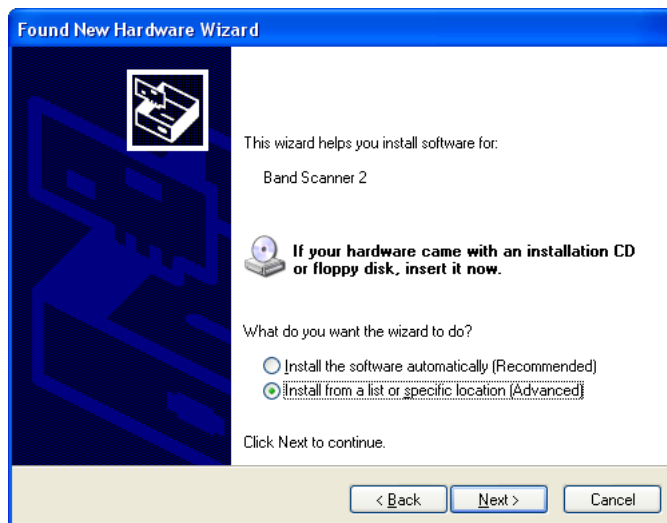 Found New Hardware Wizard
This wizard helps you install software for:
Band Scanner 2
If your hardware came with an installation CD
or floppy disk, insert it now.
What do you want the wizard to do?
Install the software automatically (Recommended)
Install from a list or specific location (Advanced)
Click Next to continue.
< Back Next > Cancel